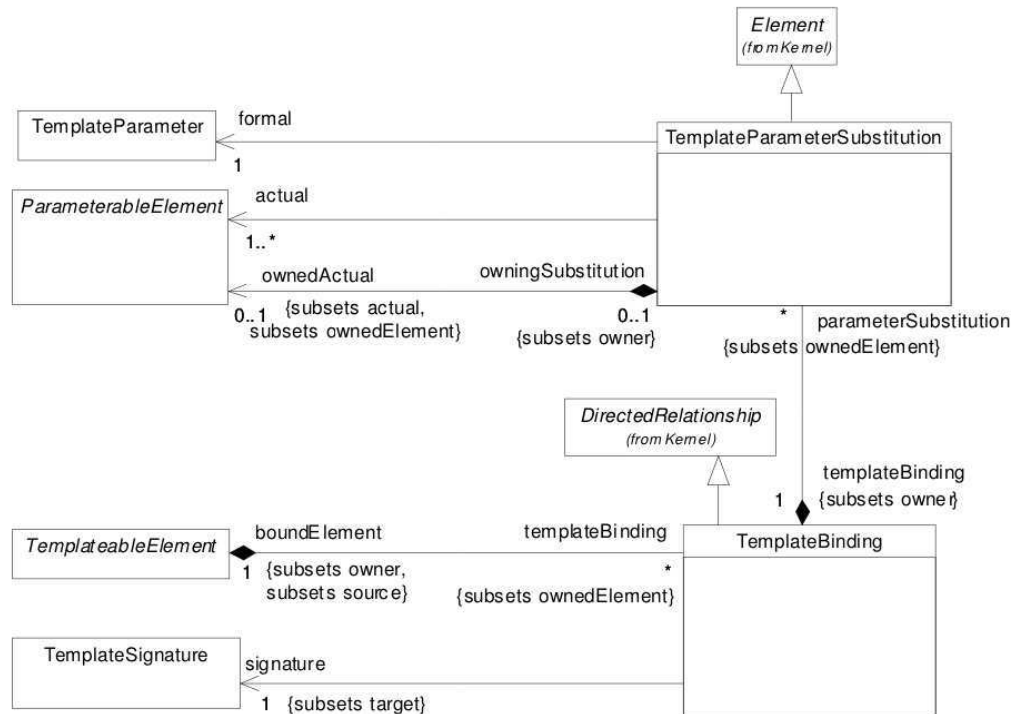 Element
(from Kernel)
TemplateParameter
formal
1
TemplateParameterSubstitution
ParameterableElement
actual
1..*
ownedActual
owningSubstitution
0..1
{subsets actual,
subsets ownedElement}
0..1
{subsets owner}
*
parameterSubstitution
{subsets ownedElement}
DirectedRelationship
(from Kernel)
templateBinding
1
{subsets owner}
TemplateableElement
boundElement
templateBinding
TemplateBinding
1
{subsets owner,
subsets source}
*
{subsets ownedElement}
TemplateSignature
signature
1
{subsets target}